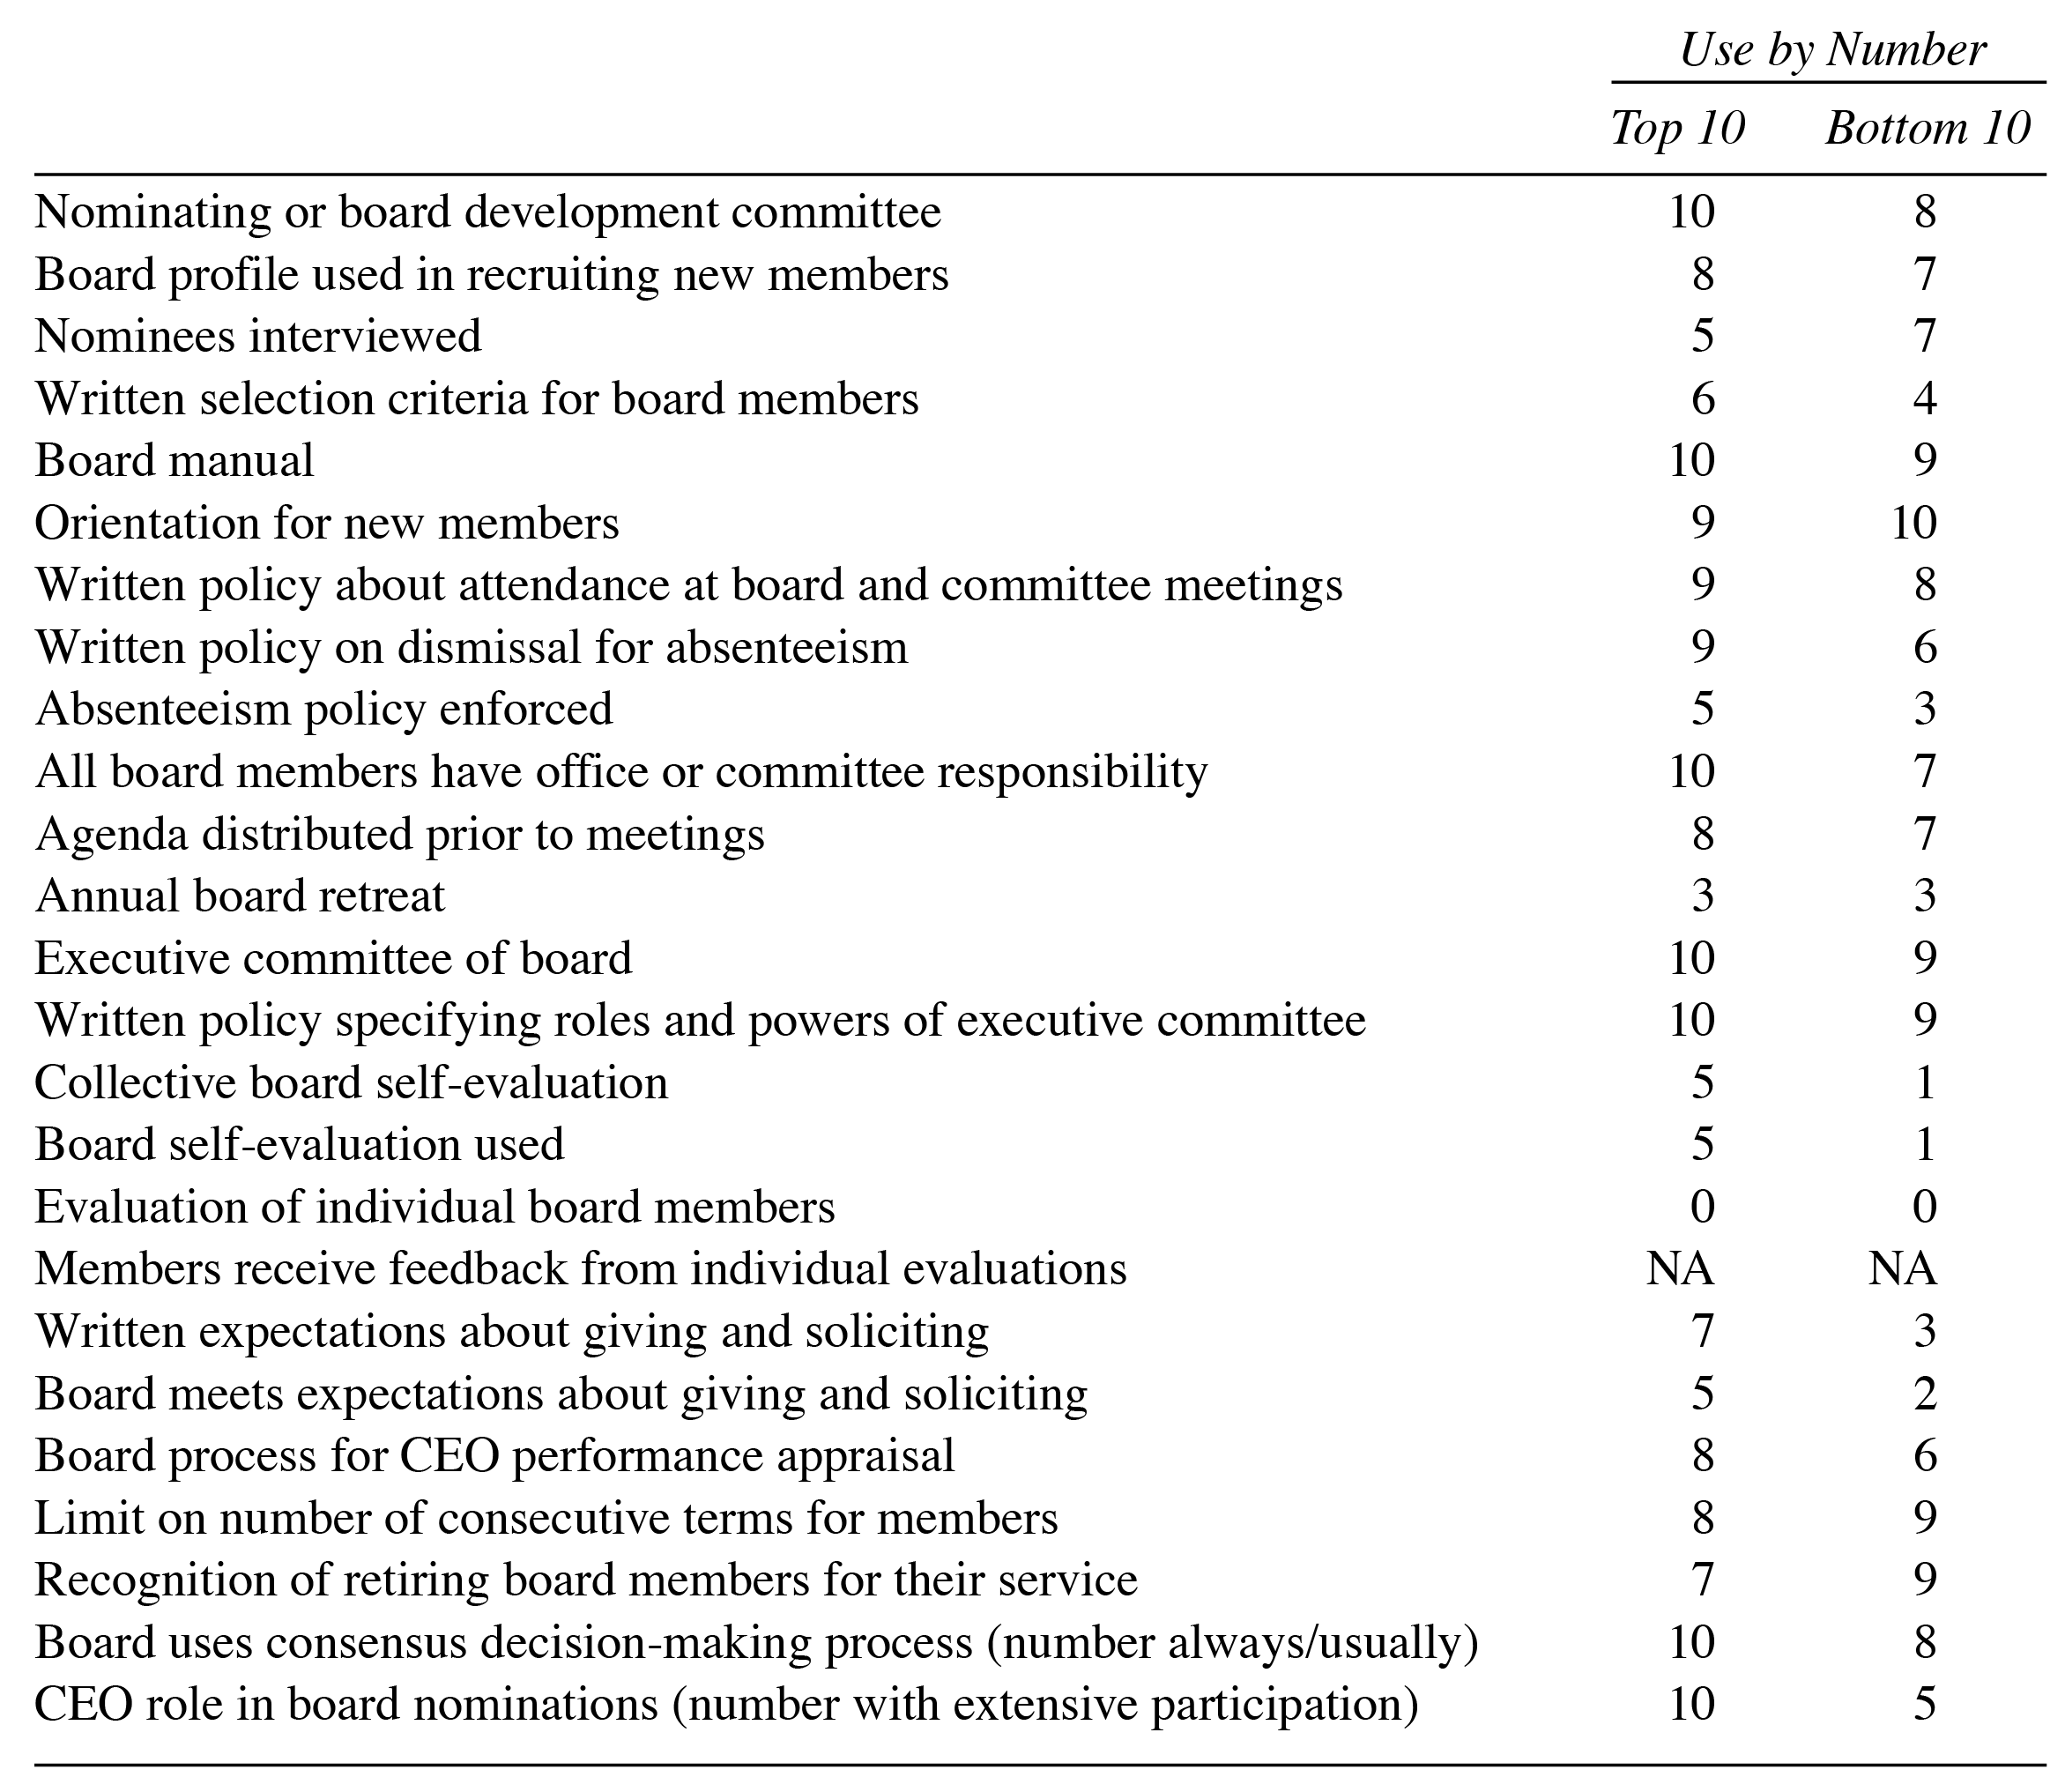 Use by Number
Top 10 Bottom 10
Nominating or board development committee 10 8
Board profile used in recruiting new members 8 7
Nominees interviewed 5 7
Written selection criteria for board members 6 4
Board manual 10 9
Orientation for new members 9 10
Written policy about attendance at board and committee meetings 9 8
Written policy on dismissal for absenteeism 9 6
Absenteeism policy enforced 5 3
All board members have office or committee responsibility 10 7
Agenda distributed prior to meetings 8 7
Annual board retreat 3 3
Executive committee of board 10 9
Written policy specifying roles and powers of executive committee 10 9
Collective board self-evaluation 5 1
Board self-evaluation used 5 1
Evaluation of individual board members 0 0
Members receive feedback from individual evaluations NA NA
Written expectations about giving and soliciting 7 3
Board meets expectations about giving and soliciting 5 2
Board process for CEO performance appraisal 8 6
Limit on number of consecutive terms for members 8 9
Recognition of retiring board members for their service 7 9
Board uses consensus decision-making process (number always/usually) 10 8
CEO role in board nominations (number with extensive participation) 10 5